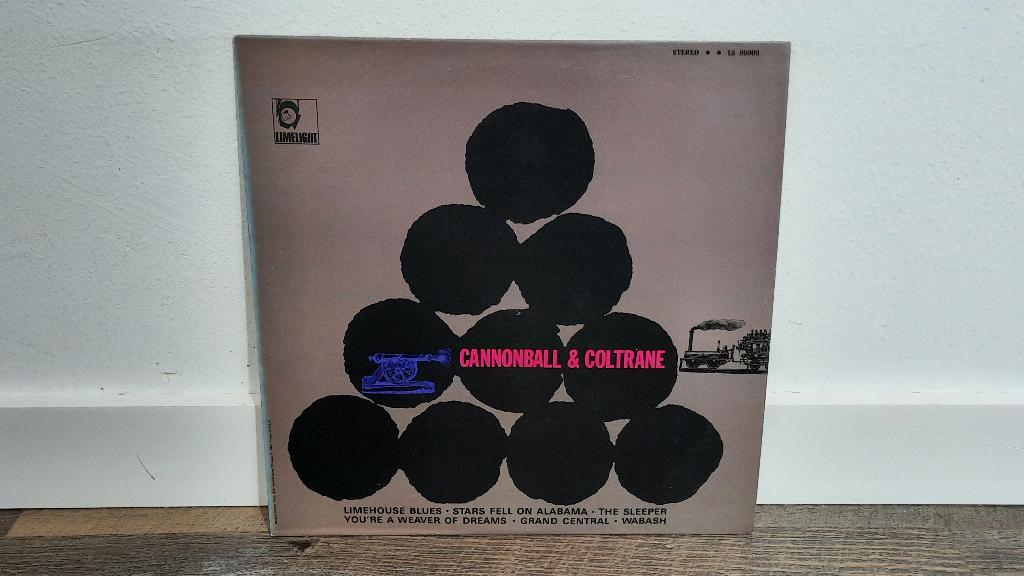 STEREO • • LS 86009
LIMELIGHT
CANNONBALL & COLTRANE
LIMEHOUSE BLUES · STARS FELL ON ALABAMA · THE SLEEPER
YOU'RE A WEAVER OF DREAMS · GRAND CENTRAL · WABASH